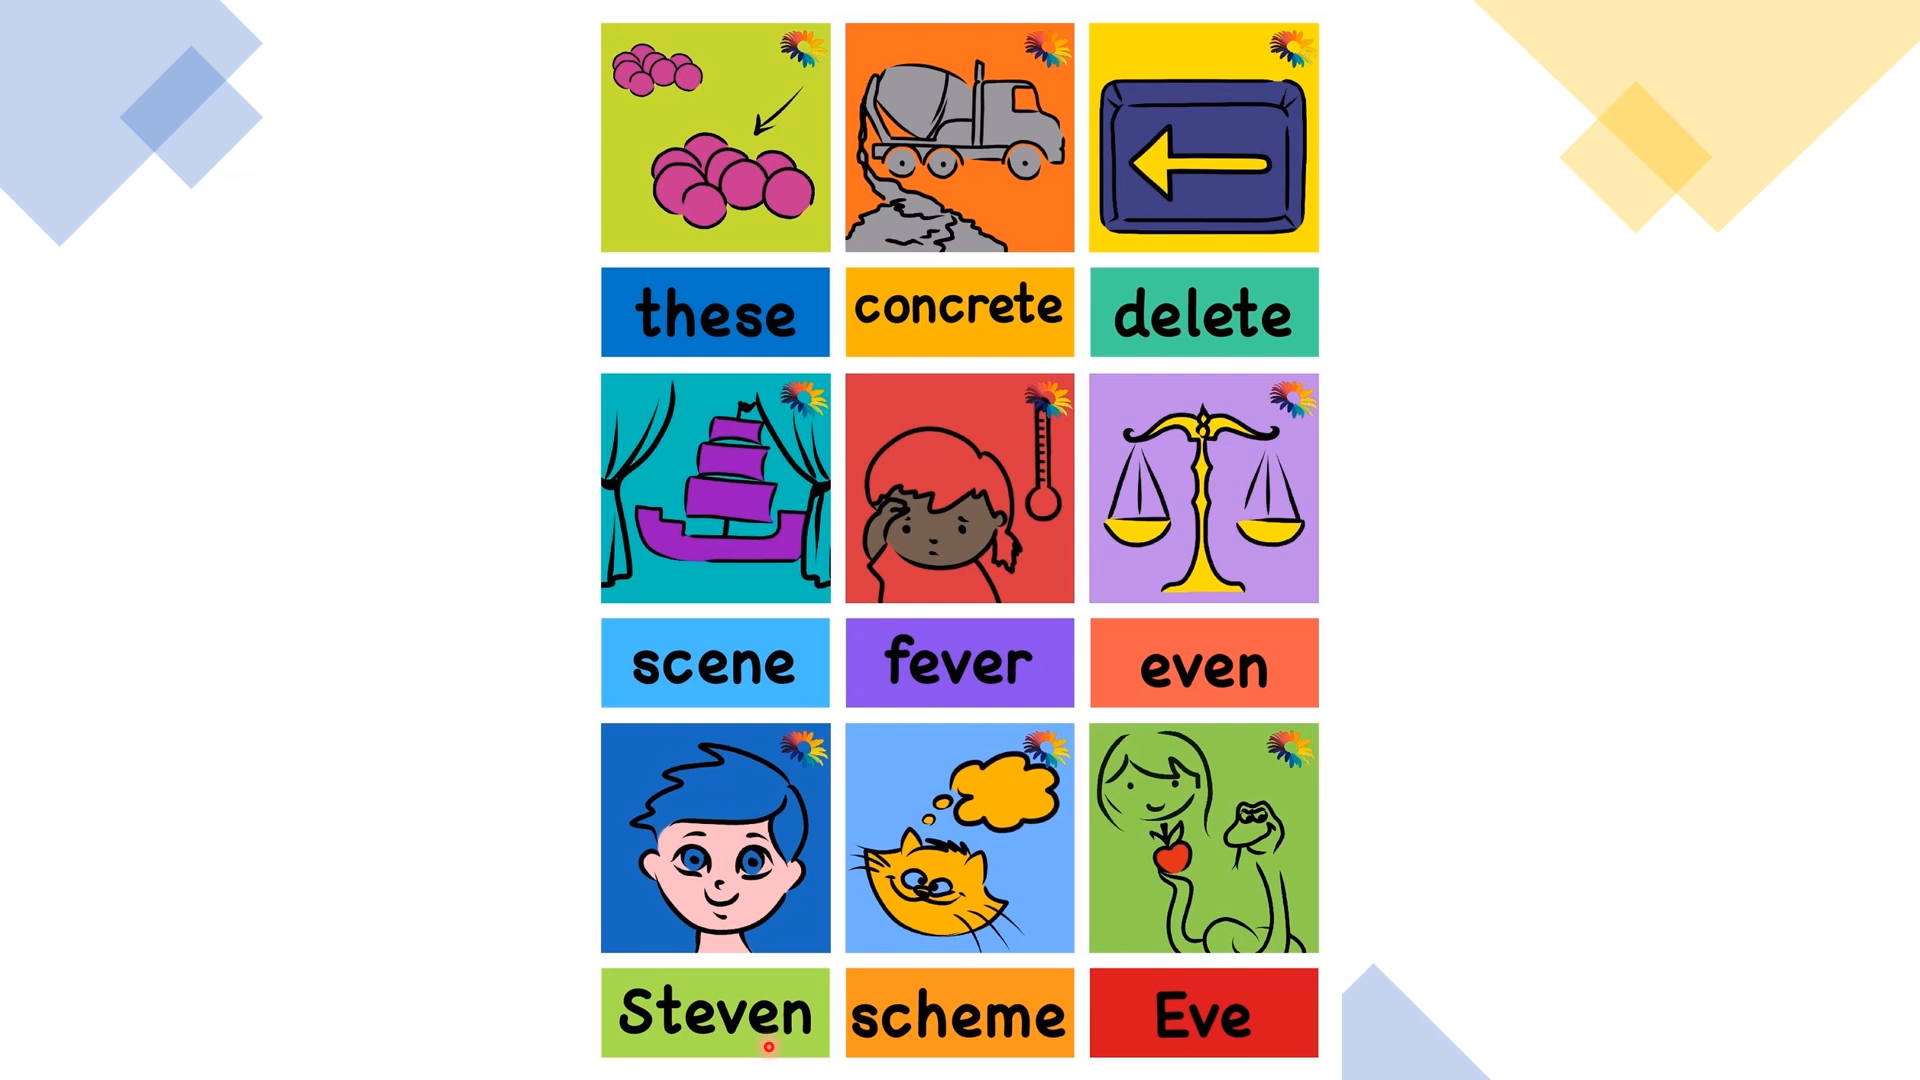 these
concrete
delete
scene
fever
even
Steven
scheme
Eve